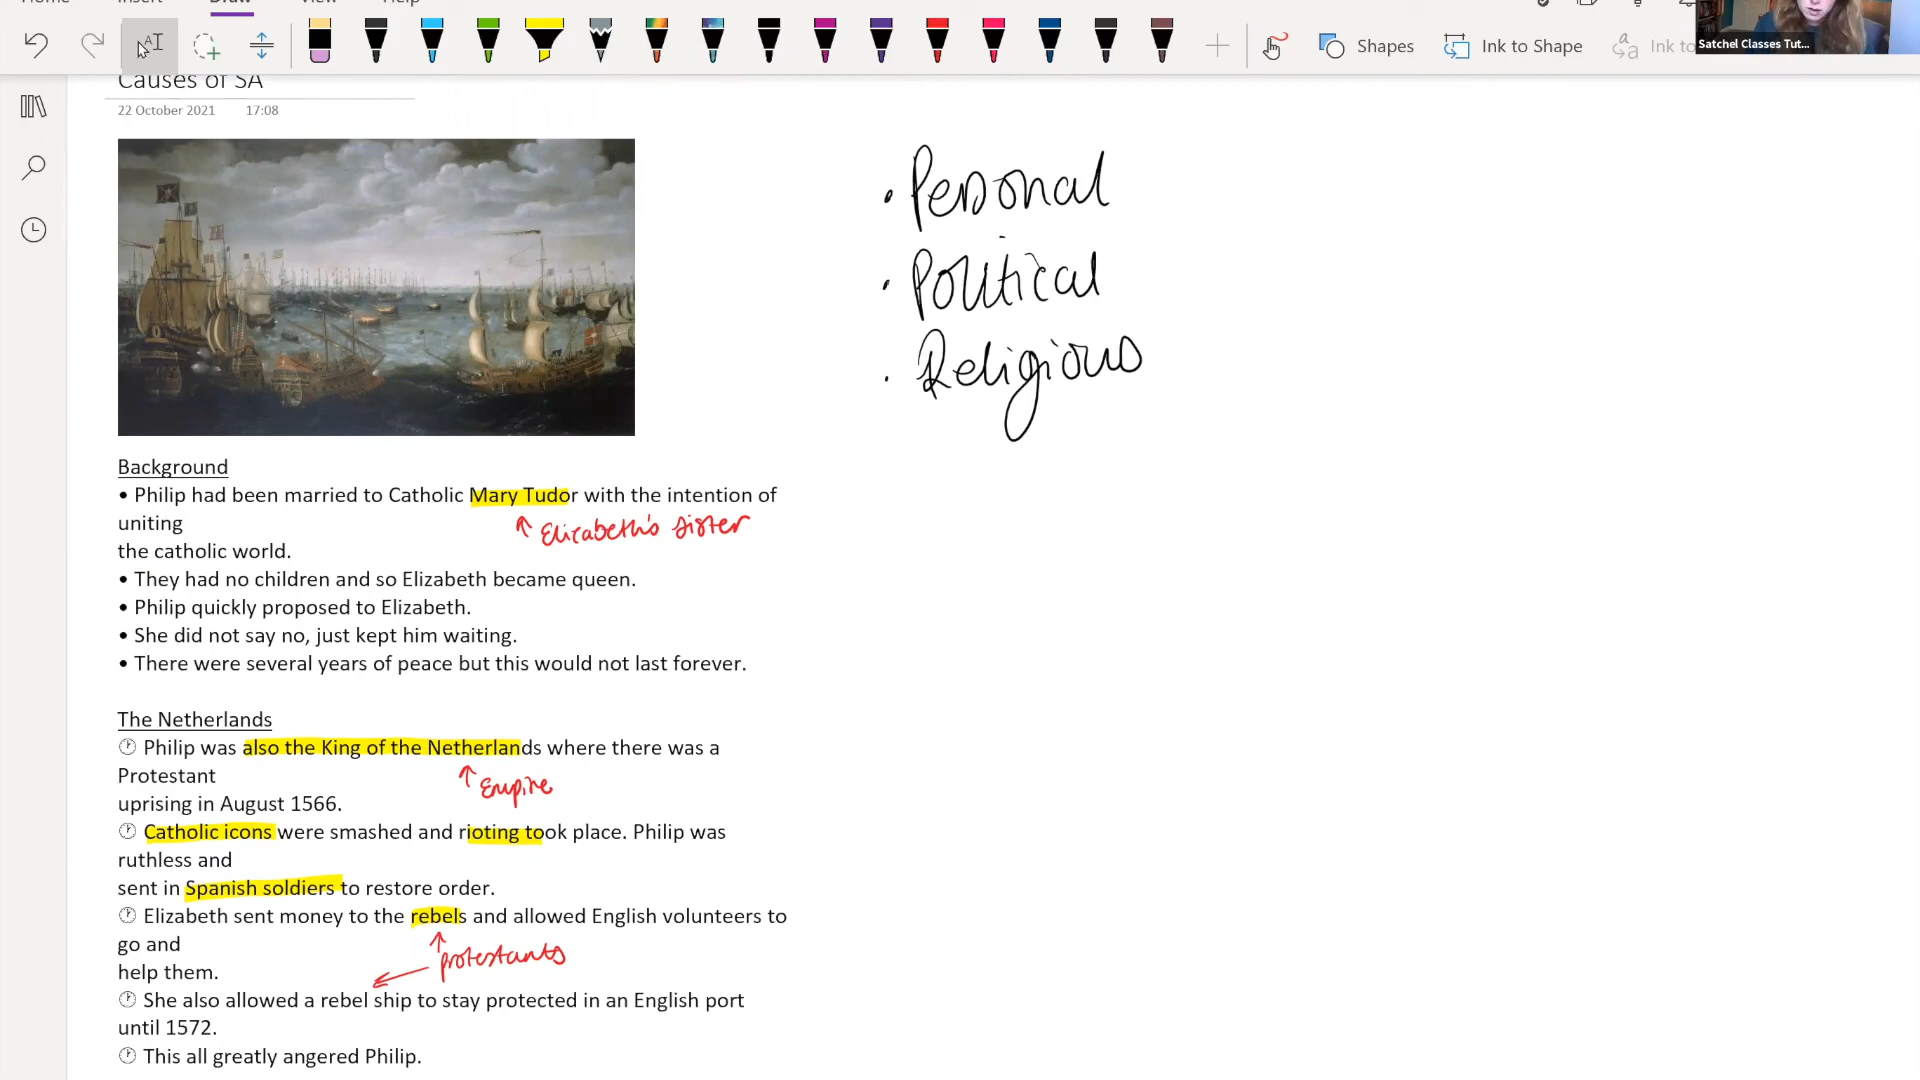 Home Insert Draw View Help
Shapes
Ink to Shape
Ink to
Satchel Classes Tut...
Causes of SA
22 October 2021 17:08
• Personal
• Political
• Religious
Background
• Philip had been married to Catholic Mary Tudor with the intention of
uniting
↑ Elizabeth's sister
the catholic world.
• They had no children and so Elizabeth became queen.
• Philip quickly proposed to Elizabeth.
• She did not say no, just kept him waiting.
• There were several years of peace but this would not last forever.
The Netherlands
Philip was also the King of the Netherlands where there was a
Protestant
↑ Empire
uprising in August 1566.
Catholic icons were smashed and rioting took place. Philip was
ruthless and
sent in Spanish soldiers to restore order.
Elizabeth sent money to the rebels and allowed English volunteers to
go and
↑ protestants
help them.
She also allowed a rebel ship to stay protected in an English port
until 1572.
This all greatly angered Philip.